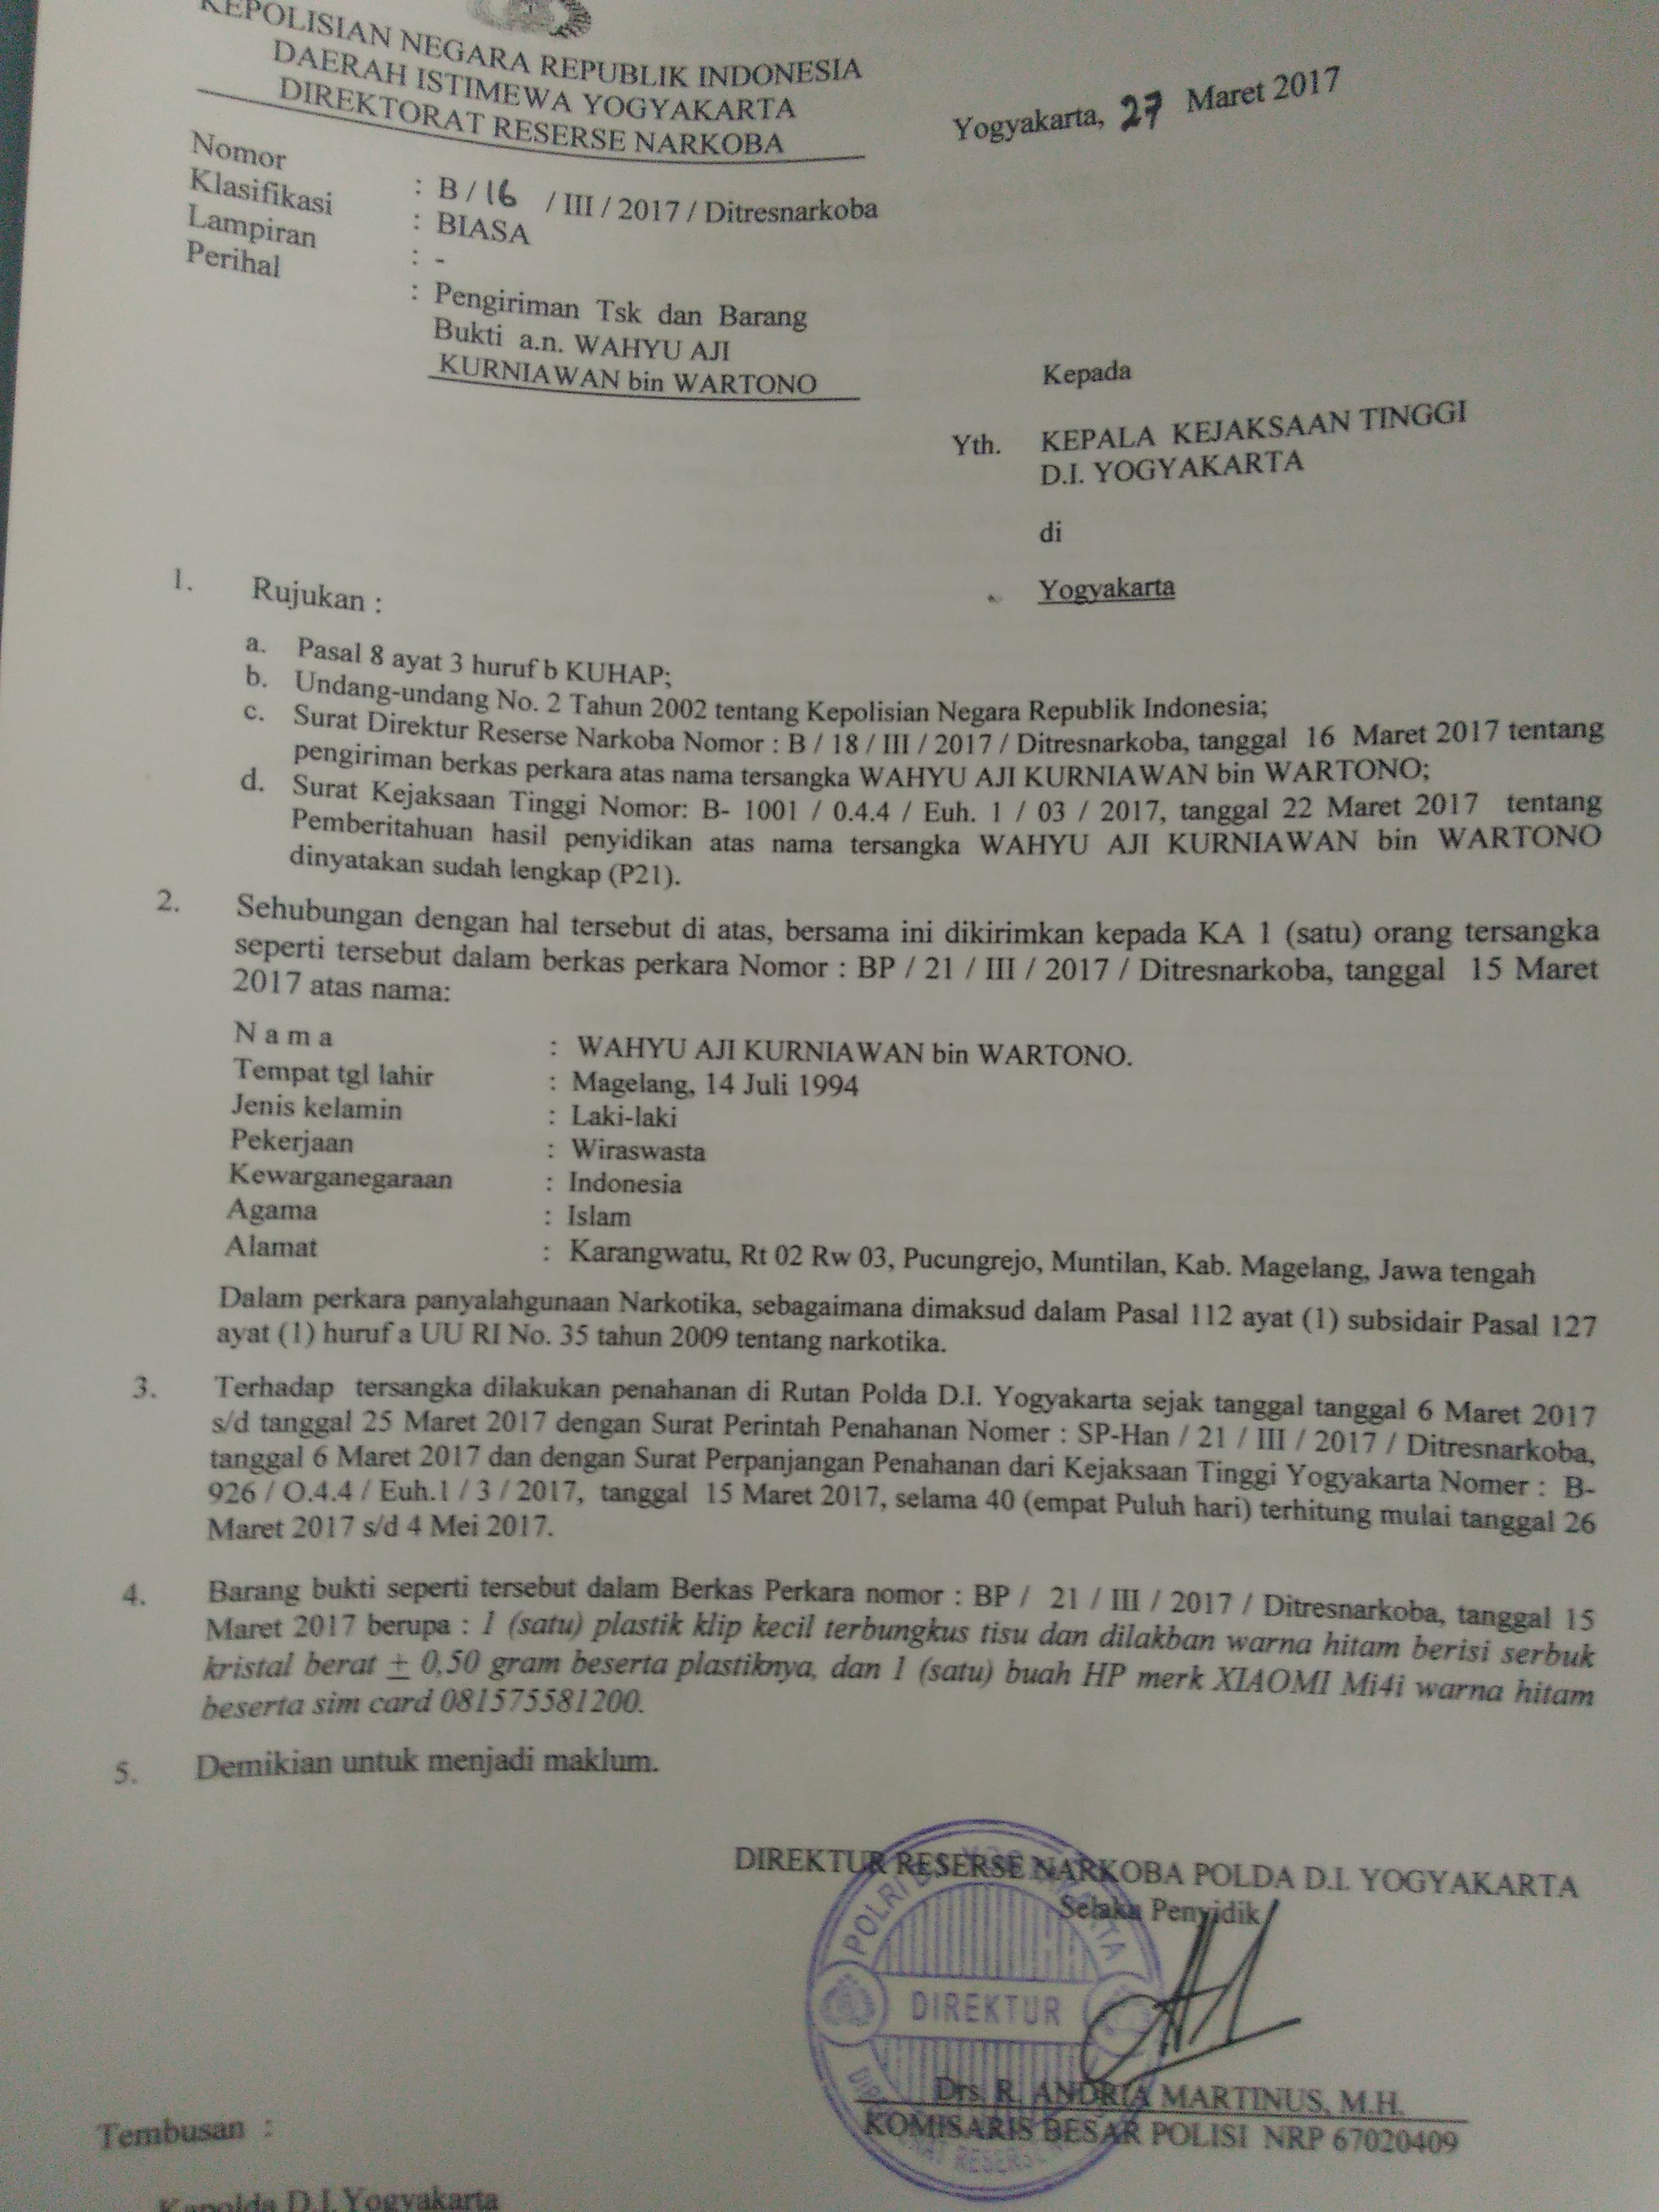 KEPOLISIAN NEGARA REPUBLIK INDONESIA
DAERAH ISTIMEWA YOGYAKARTA
DIREKTORAT RESERSE NARKOBA
Yogyakarta, 27 Maret 2017
Nomor : B / 16 / III / 2017 / Ditresnarkoba
Klasifikasi : BIASA
Lampiran : -
Perihal : Pengiriman Tsk dan Barang
Bukti a.n. WAHYU AJI
KURNIAWAN bin WARTONO
Kepada
Yth. KEPALA KEJAKSAAN TINGGI
D.I. YOGYAKARTA
di
Yogyakarta
1. Rujukan :
a. Pasal 8 ayat 3 huruf b KUHAP;
b. Undang-undang No. 2 Tahun 2002 tentang Kepolisian Negara Republik Indonesia;
c. Surat Direktur Reserse Narkoba Nomor : B / 18 / III / 2017 / Ditresnarkoba, tanggal 16 Maret 2017 tentang
pengiriman berkas perkara atas nama tersangka WAHYU AJI KURNIAWAN bin WARTONO;
d. Surat Kejaksaan Tinggi Nomor: B- 1001 / 0.4.4 / Euh. 1 / 03 / 2017, tanggal 22 Maret 2017 tentang
Pemberitahuan hasil penyidikan atas nama tersangka WAHYU AJI KURNIAWAN bin WARTONO
dinyatakan sudah lengkap (P21).
2. Sehubungan dengan hal tersebut di atas, bersama ini dikirimkan kepada KA 1 (satu) orang tersangka
seperti tersebut dalam berkas perkara Nomor : BP / 21 / III / 2017 / Ditresnarkoba, tanggal 15 Maret
2017 atas nama:
N a m a : WAHYU AJI KURNIAWAN bin WARTONO.
Tempat tgl lahir : Magelang, 14 Juli 1994
Jenis kelamin : Laki-laki
Pekerjaan : Wiraswasta
Kewarganegaraan : Indonesia
Agama : Islam
Alamat : Karangwatu, Rt 02 Rw 03, Pucungrejo, Muntilan, Kab. Magelang, Jawa tengah
Dalam perkara panyalahgunaan Narkotika, sebagaimana dimaksud dalam Pasal 112 ayat (1) subsidair Pasal 127
ayat (1) huruf a UU RI No. 35 tahun 2009 tentang narkotika.
3. Terhadap tersangka dilakukan penahanan di Rutan Polda D.I. Yogyakarta sejak tanggal tanggal 6 Maret 2017
s/d tanggal 25 Maret 2017 dengan Surat Perintah Penahanan Nomer : SP-Han / 21 / III / 2017 / Ditresnarkoba,
tanggal 6 Maret 2017 dan dengan Surat Perpanjangan Penahanan dari Kejaksaan Tinggi Yogyakarta Nomer : B-
926 / O.4.4 / Euh.1 / 3 / 2017, tanggal 15 Maret 2017, selama 40 (empat Puluh hari) terhitung mulai tanggal 26
Maret 2017 s/d 4 Mei 2017.
4. Barang bukti seperti tersebut dalam Berkas Perkara nomor : BP / 21 / III / 2017 / Ditresnarkoba, tanggal 15
Maret 2017 berupa : 1 (satu) plastik klip kecil terbungkus tisu dan dilakban warna hitam berisi serbuk
kristal berat ± 0,50 gram beserta plastiknya, dan 1 (satu) buah HP merk XIAOMI Mi4i warna hitam
beserta sim card 081575581200.
5. Demikian untuk menjadi maklum.
DIREKTUR RESERSE NARKOBA POLDA D.I. YOGYAKARTA
Selaku Penyidik
DIREKTUR
Drs. R. ANDRIA MARTINUS, M.H.
KOMISARIS BESAR POLISI NRP 67020409
Tembusan :
Kapolda D.I.Yogyakarta